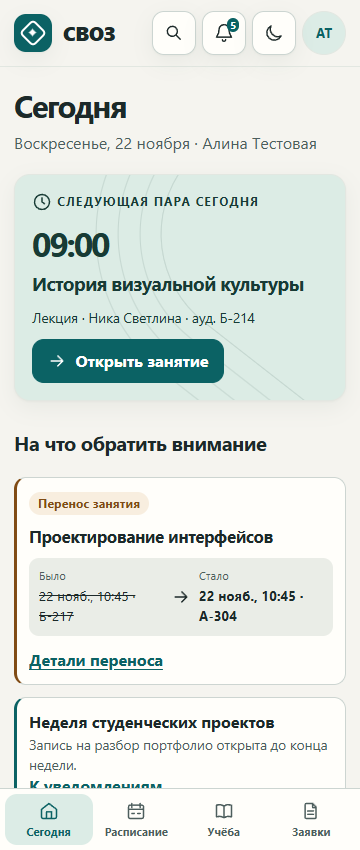 СВОЗ
5
АТ
Сегодня
Воскресенье, 22 ноября · Алина Тестовая
СЛЕДУЮЩАЯ ПАРА СЕГОДНЯ
09:00
История визуальной культуры
Лекция · Ника Светлина · ауд. Б-214
Открыть занятие
На что обратить внимание
Перенос занятия
Проектирование интерфейсов
Было
22 нояб., 10:45 ·
Б-217
Стало
22 нояб., 10:45 ·
А-304
Детали переноса
Неделя студенческих проектов
Запись на разбор портфолио открыта до конца
недели.
К уведомлениям
Сегодня
Расписание
Учёба
Заявки